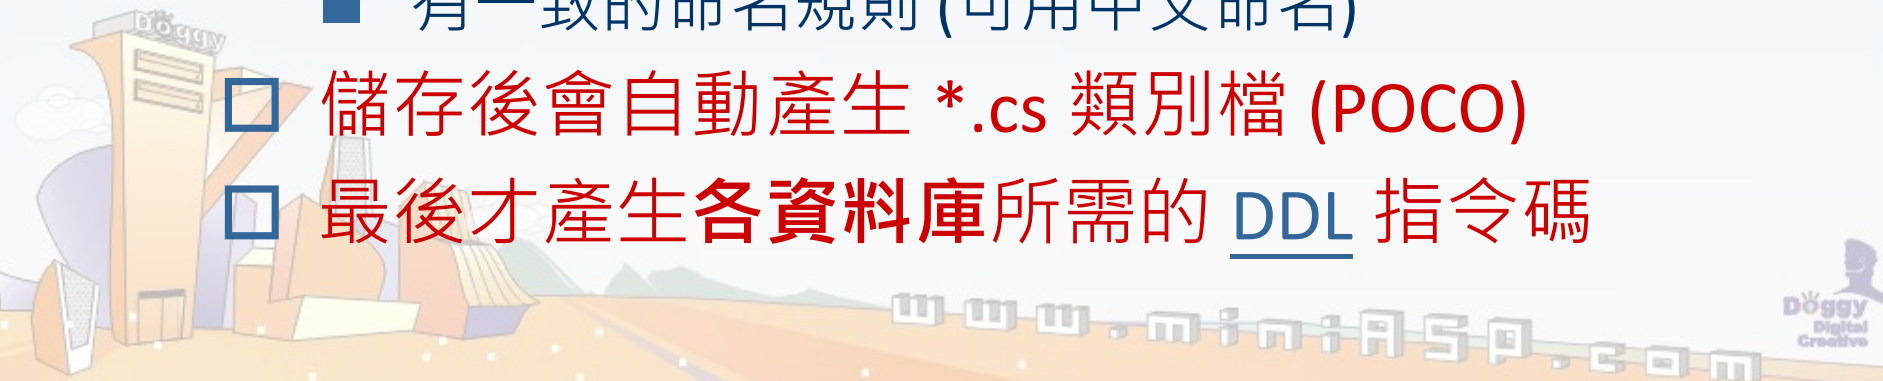 有一致的命名規則 (可用中文命名)
儲存後會自動產生 *.cs 類別檔 (POCO)
最後才產生各資料庫所需的 DDL 指令碼
Doggy
www.miniASP.com
Doggy
Digital
Creative